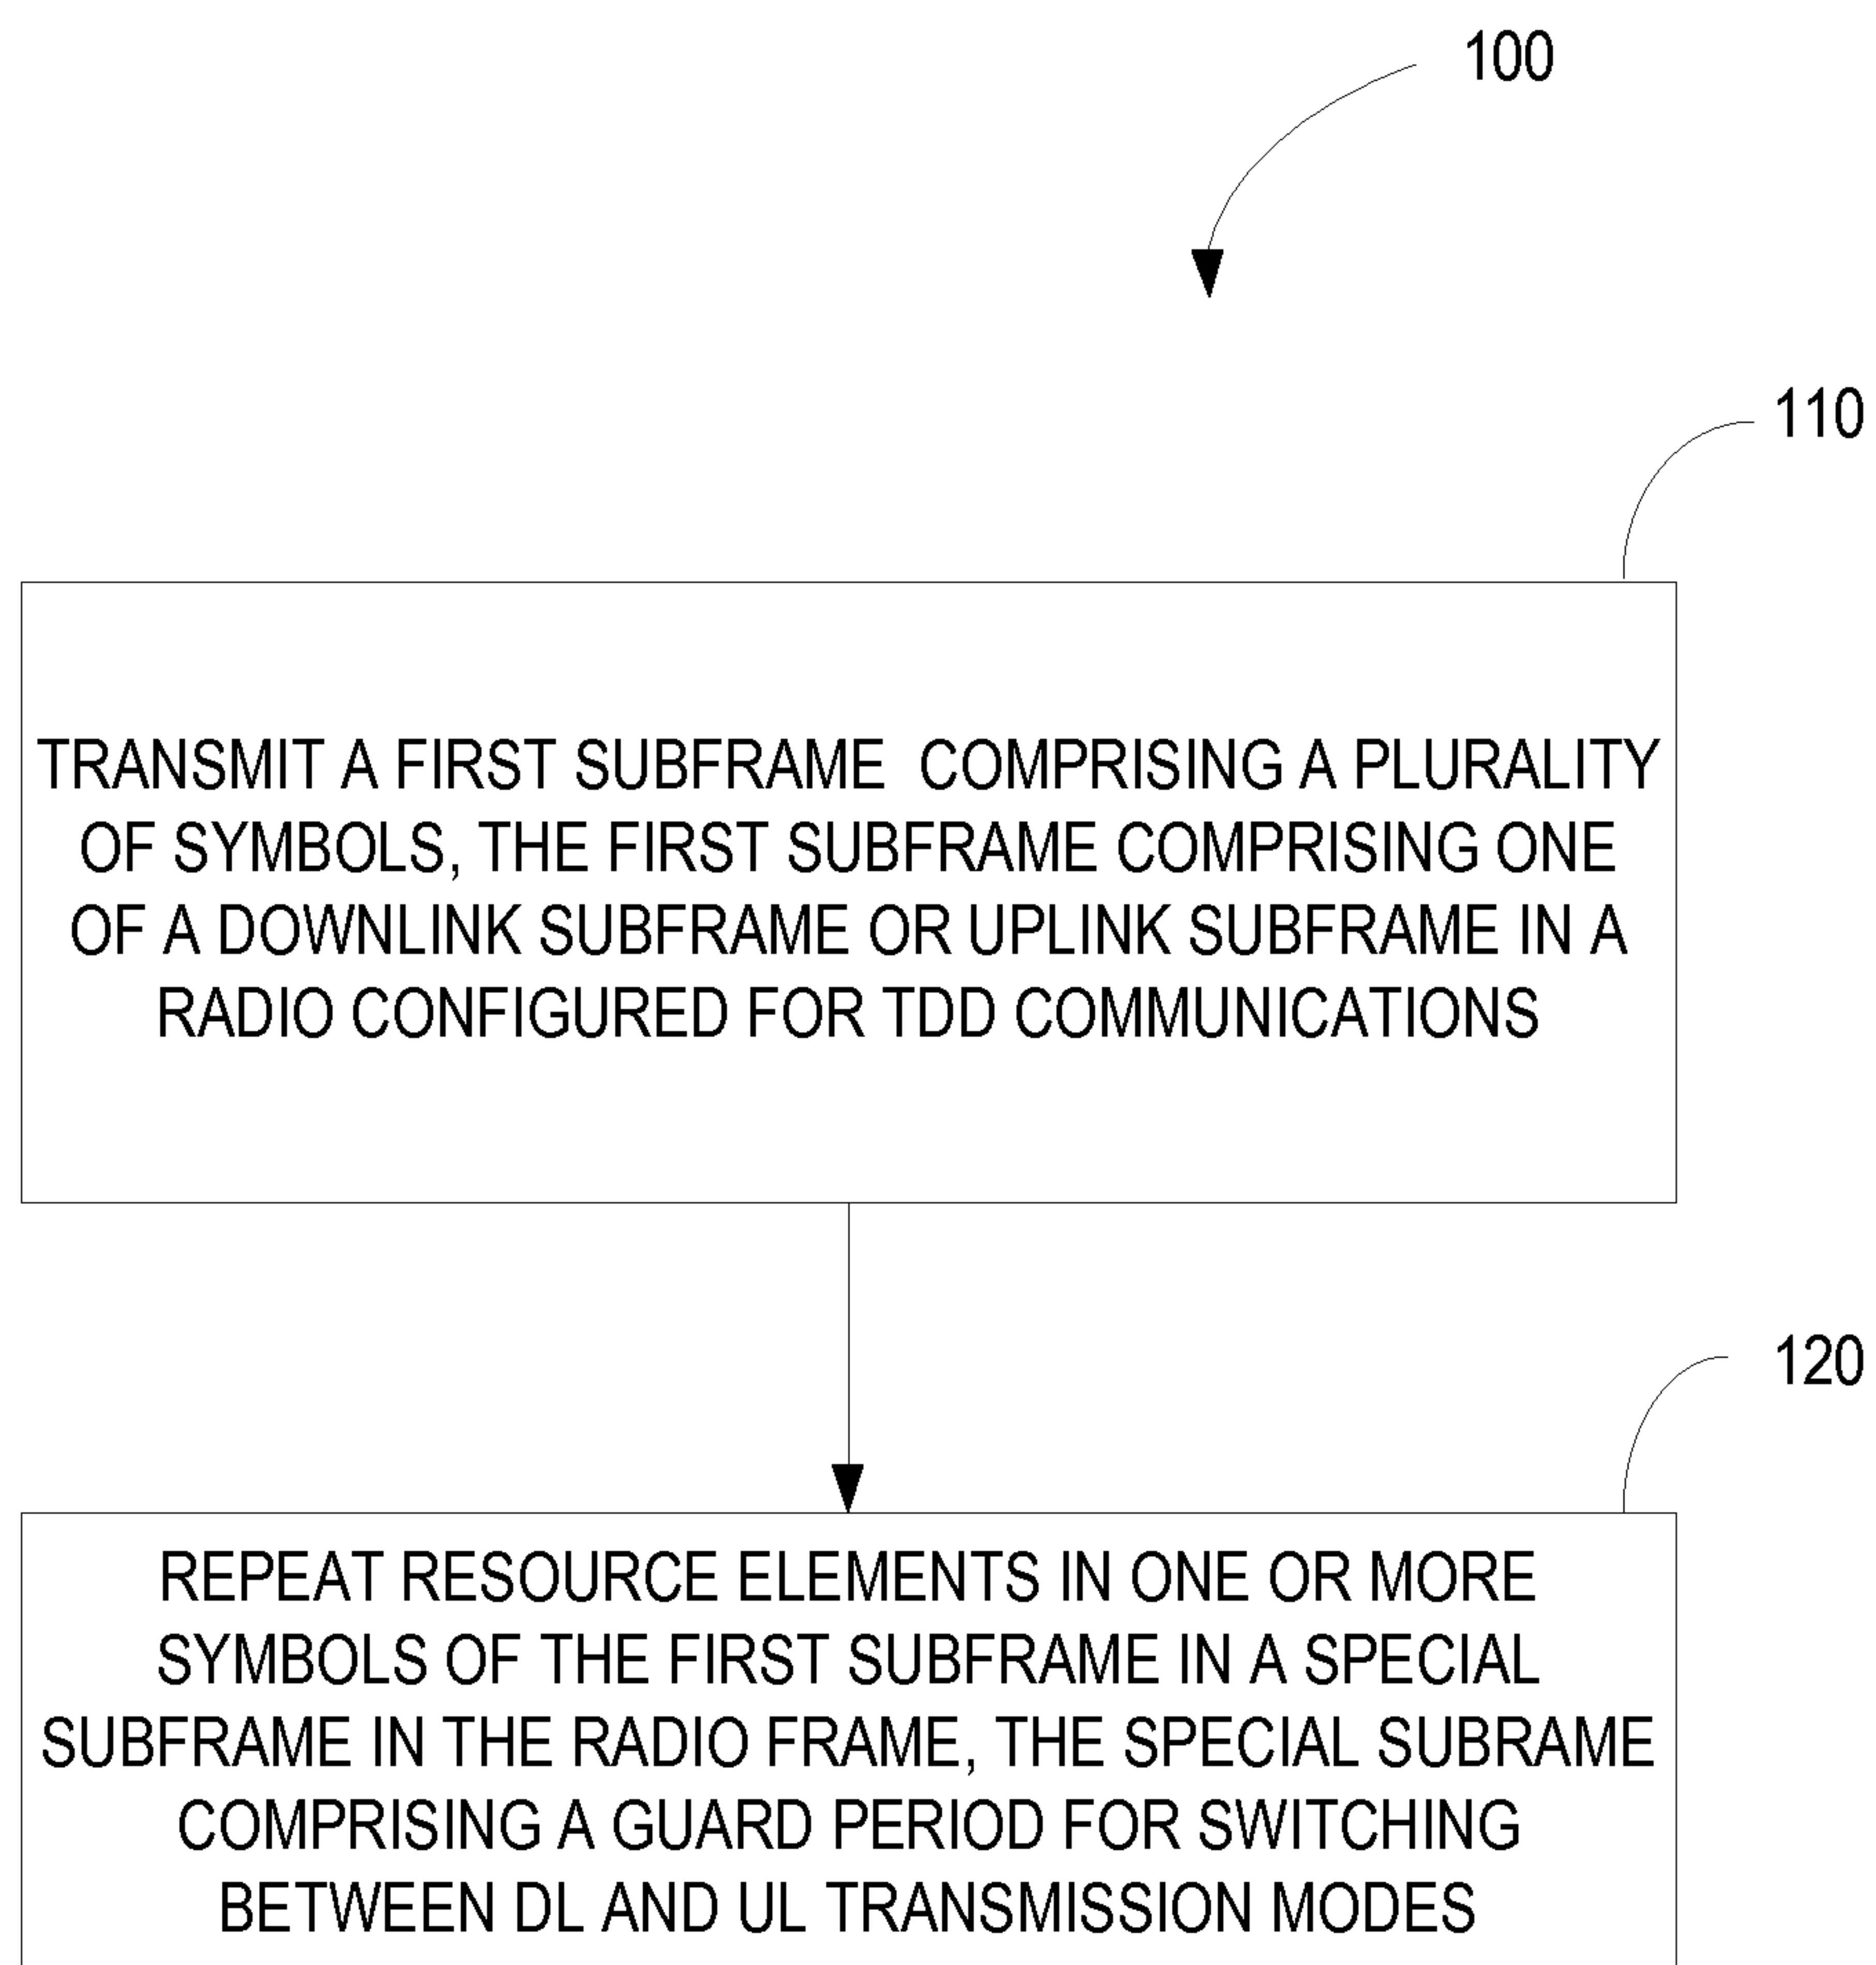 100
110
TRANSMIT A FIRST SUBFRAME COMPRISING A PLURALITY
OF SYMBOLS, THE FIRST SUBFRAME COMPRISING ONE
OF A DOWNLINK SUBFRAME OR UPLINK SUBFRAME IN A
RADIO CONFIGURED FOR TDD COMMUNICATIONS
120
REPEAT RESOURCE ELEMENTS IN ONE OR MORE
SYMBOLS OF THE FIRST SUBFRAME IN A SPECIAL
SUBFRAME IN THE RADIO FRAME, THE SPECIAL SUBRAME
COMPRISING A GUARD PERIOD FOR SWITCHING
BETWEEN DL AND UL TRANSMISSION MODES